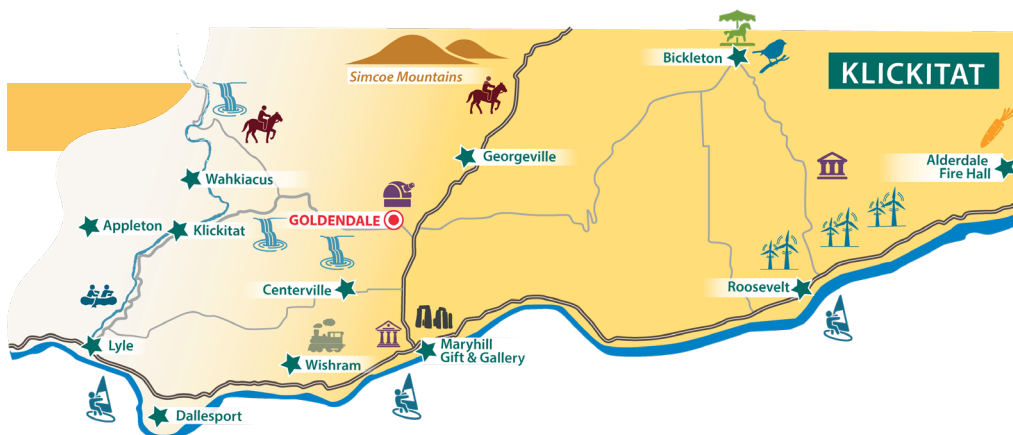 Bickleton
KLICKITAT
Simcoe Mountains
Georgeville
Alderdale
Fire Hall
Wahkiacus
GOLDENDALE
Appleton
Klickitat
Centerville
Roosevelt
Lyle
Maryhill
Gift & Gallery
Wishram
Dallesport